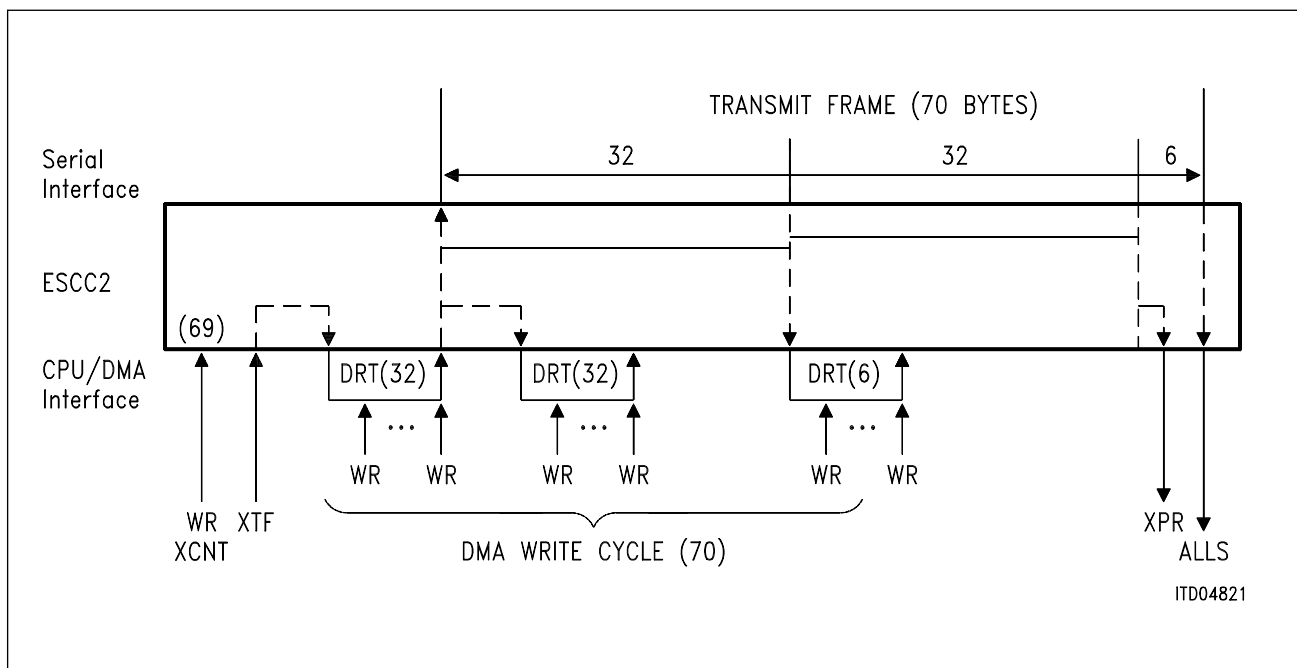 TRANSMIT FRAME (70 BYTES)
Serial
Interface
32
32
6
ESCC2
(69)
CPU/DMA
Interface
DRT(32)
DRT(32)
DRT(6)
...
...
...
WR
WR
WR
WR
WR
WR
WR
XCNT
XTF
DMA WRITE CYCLE (70)
XPR
ALLS
ITD04821